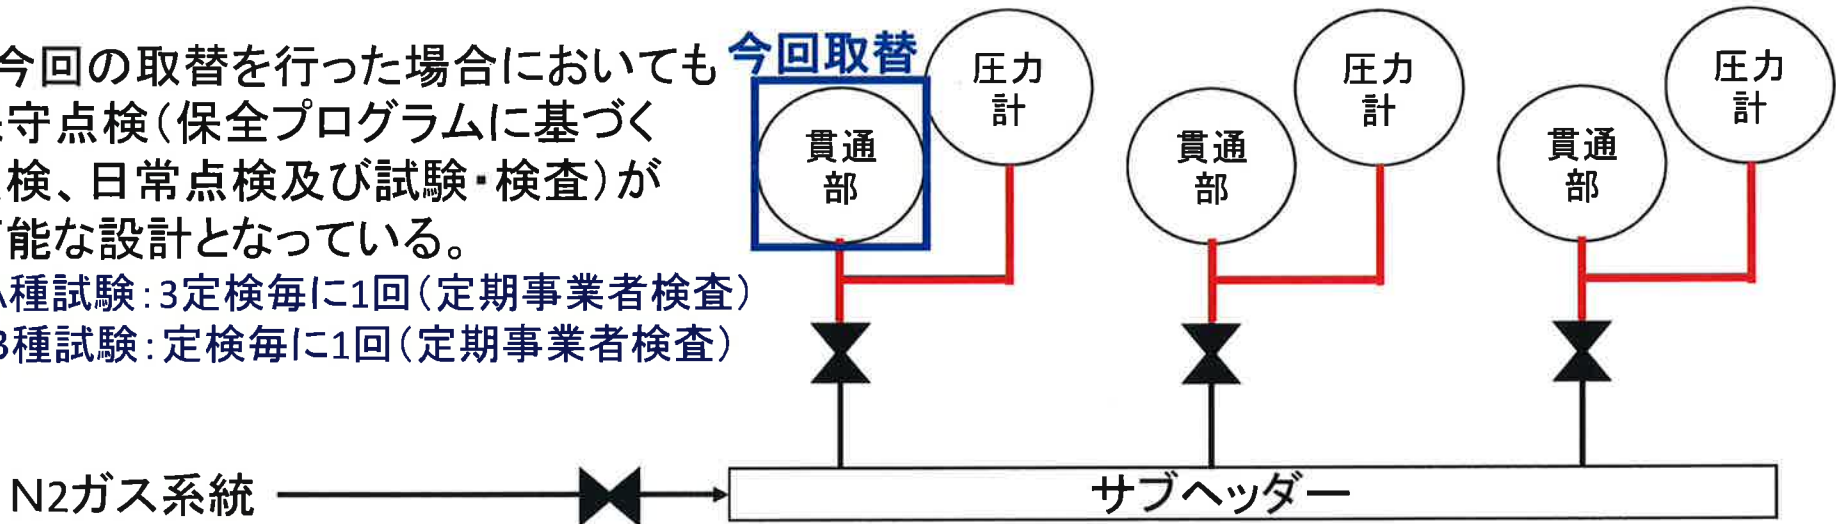 今回の取替を行った場合においても
守点検(保全プログラムに基づく
検、日常点検及び試験・検査)が
能な設計となっている。
種試験:3定検毎に1回(定期事業者検査)
B種試験:定検毎に1回(定期事業者検査)
今回取替
貫通
部
圧力
計
貫通
部
圧力
計
貫通
部
圧力
計
N2ガス系統
サブヘッダー